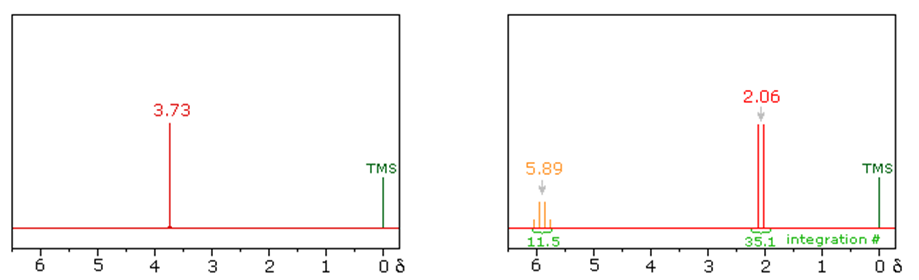 3.73
TMS
6 5 4 3 2 1 0 δ
2.06
5.89
TMS
11.5 35.1 integration #
6 5 4 3 2 1 0 δ